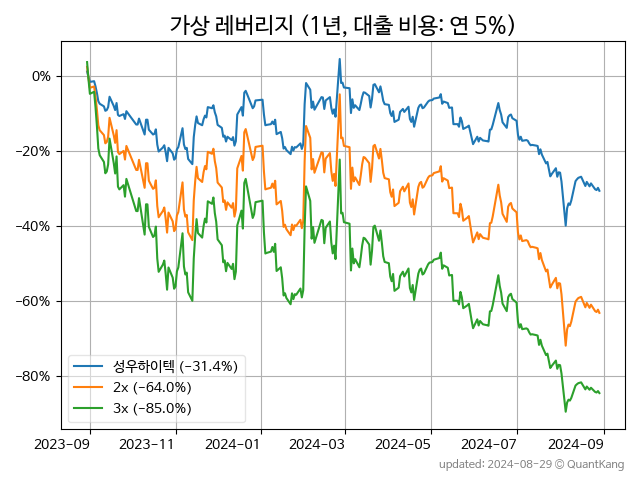 가상 레버리지 (1년, 대출 비용: 연 5%)
0%
−20%
−40%
−60%
−80%
성우하이텍 (−31.4%)
2x (−64.0%)
3x (−85.0%)
2023-09 2023-11 2024-01 2024-03 2024-05 2024-07 2024-09
updated: 2024-08-29 © QuantKang